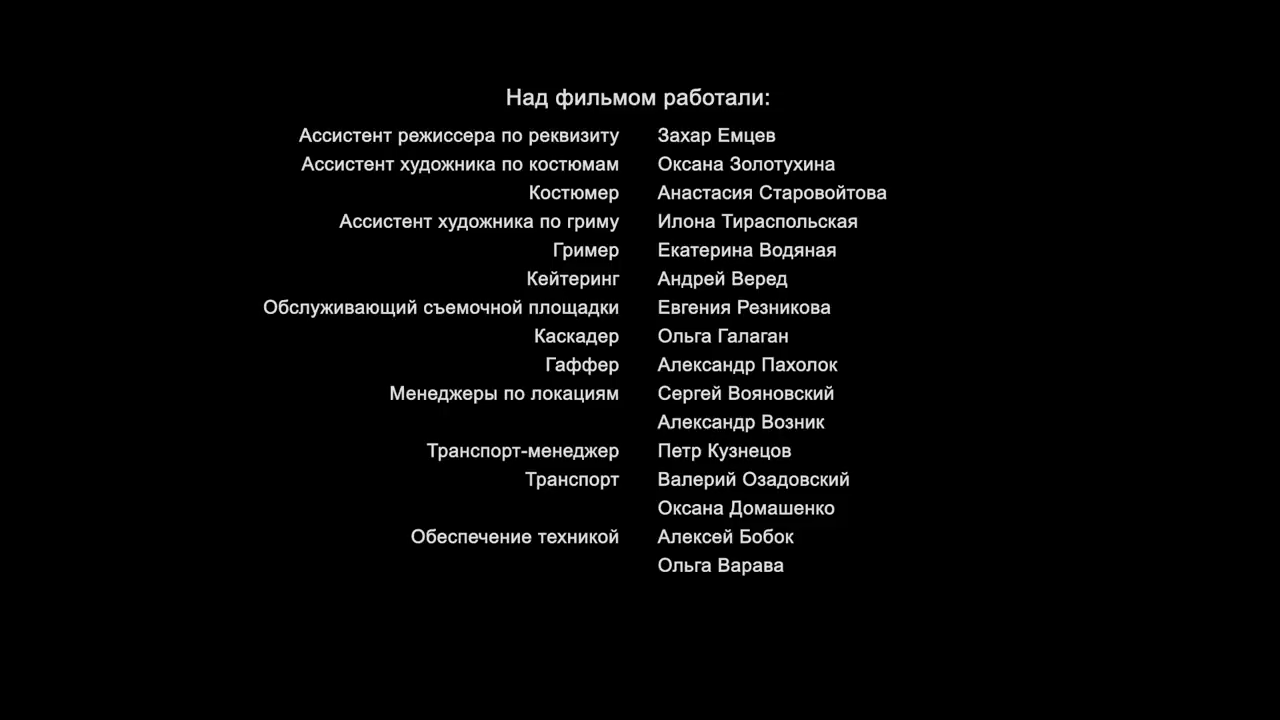 Над фильмом работали:
Ассистент режиссера по реквизиту Захар Емцев
Ассистент художника по костюмам Оксана Золотухина
Костюмер Анастасия Старовойтова
Ассистент художника по гриму Илона Тираспольская
Гример Екатерина Водяная
Кейтеринг Андрей Веред
Обслуживающий съемочной площадки Евгения Резникова
Каскадер Ольга Галаган
Гаффер Александр Пахолок
Менеджеры по локациям Сергей Вояновский
Александр Возник
Транспорт-менеджер Петр Кузнецов
Транспорт Валерий Озадовский
Оксана Домашенко
Обеспечение техникой Алексей Бобок
Ольга Варава